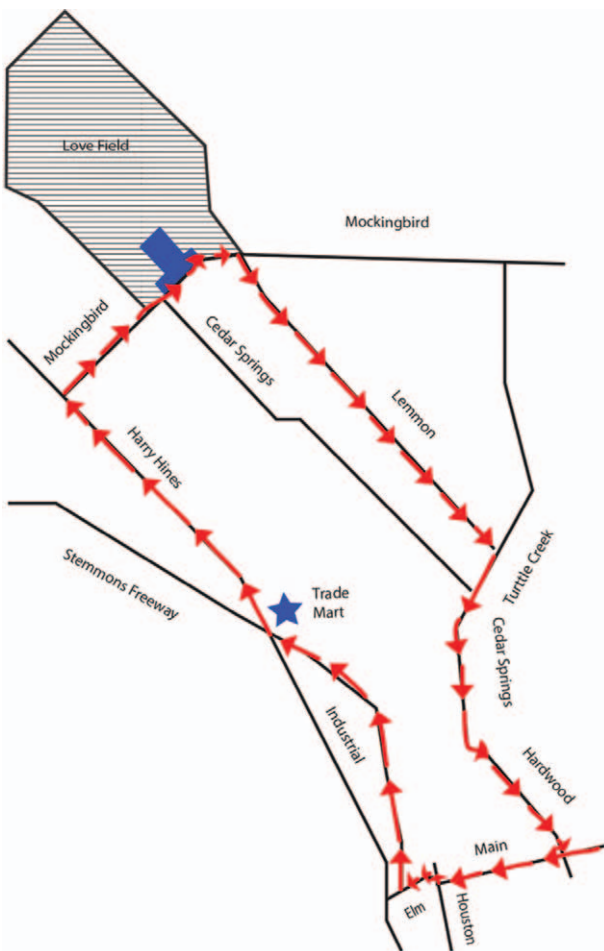 Love Field
Mockingbird
Mockingbird
Cedar Springs
Lemmon
Harry Hines
Stemmons Freeway
Trade
Mart
Turttle Creek
Cedar Springs
Industrial
Hardwood
Main
Elm
Houston